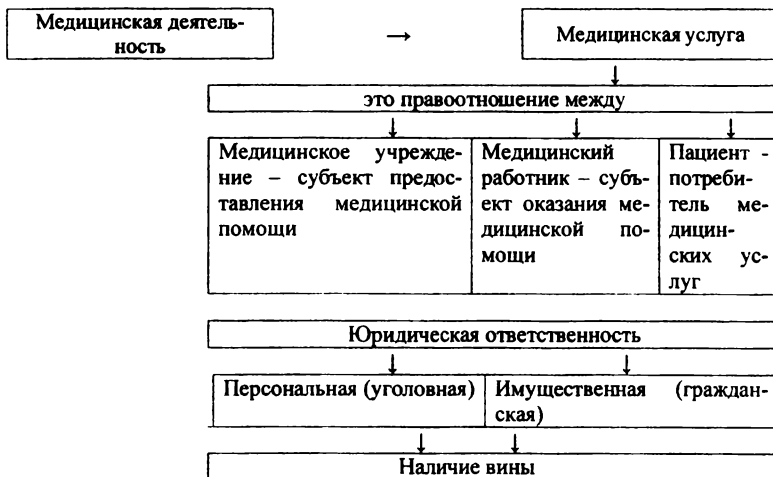 Медицинская деятель-
ность
→
Медицинская услуга
это правоотношение между
Медицинское учрежде-
ние – субъект предос-
тавления медицинской
помощи
Медицинский
работник – субъ-
ект оказания ме-
дицинской по-
мощи
Пациент -
потреби-
тель ме-
дицин-
ских ус-
луг
Юридическая ответственность
Персональная (уголовная)
Имущественная (граждан-
ская)
Наличие вины